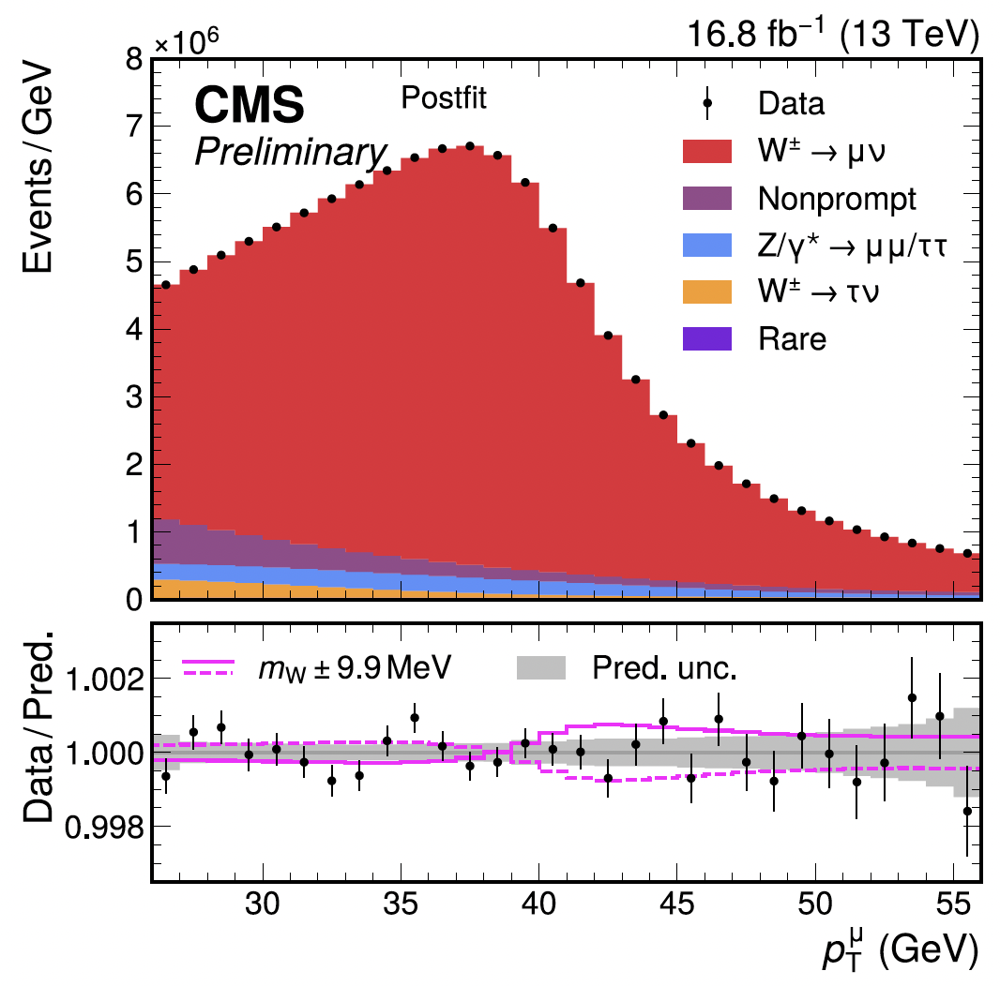 16.8 fb⁻¹ (13 TeV)
×10⁶
Events / GeV
8
7
6
5
4
3
2
1
0
CMS
Preliminary
Postfit
Data
W± → μν
Nonprompt
Z/γ* → μμ/ττ
W± → τν
Rare
Data / Pred.
1.002
1.000
0.998
m_W ± 9.9 MeV
Pred. unc.
30 35 40 45 50 55
p_T^μ (GeV)